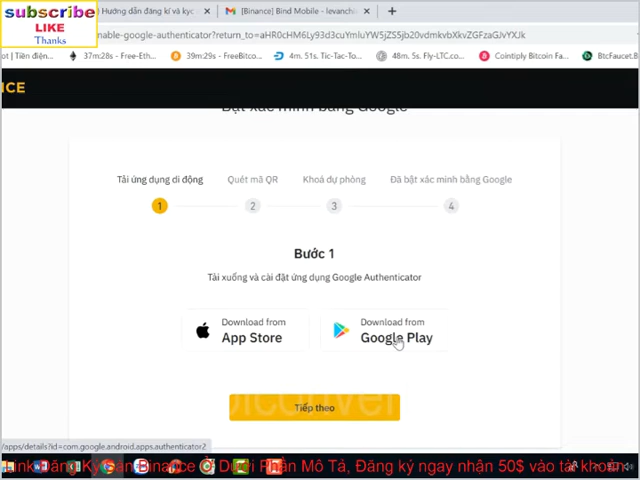 subscribe
LIKE
Thanks
Hướng dẫn đăng kí và kyc
[Binance] Bind Mobile - levanchi
nable-google-authenticator?return_to=
Tiền điện...
37m:28s - Free-Eth...
39m:29s - FreeBitco...
4m. 51s. Tic-Tac-To...
48m. 5s. Fly-LTC.co...
Cointiply Bitcoin Fa...
BtcFaucet.B
NCE
Bật xác minh bằng Google
Tải ứng dụng di động
Quét mã QR
Khoá dự phòng
Đã bật xác minh bằng Google
1
2
3
4
Bước 1
Tải xuống và cài đặt ứng dụng Google Authenticator
Download from
App Store
Download from
Google Play
Tiếp theo
/apps/details?id=com.google.android.apps.authenticator2
Link Đăng Ký Sàn Binance Ở Dưới Phần Mô Tả, Đăng ký ngay nhận 50$ vào tài khoản